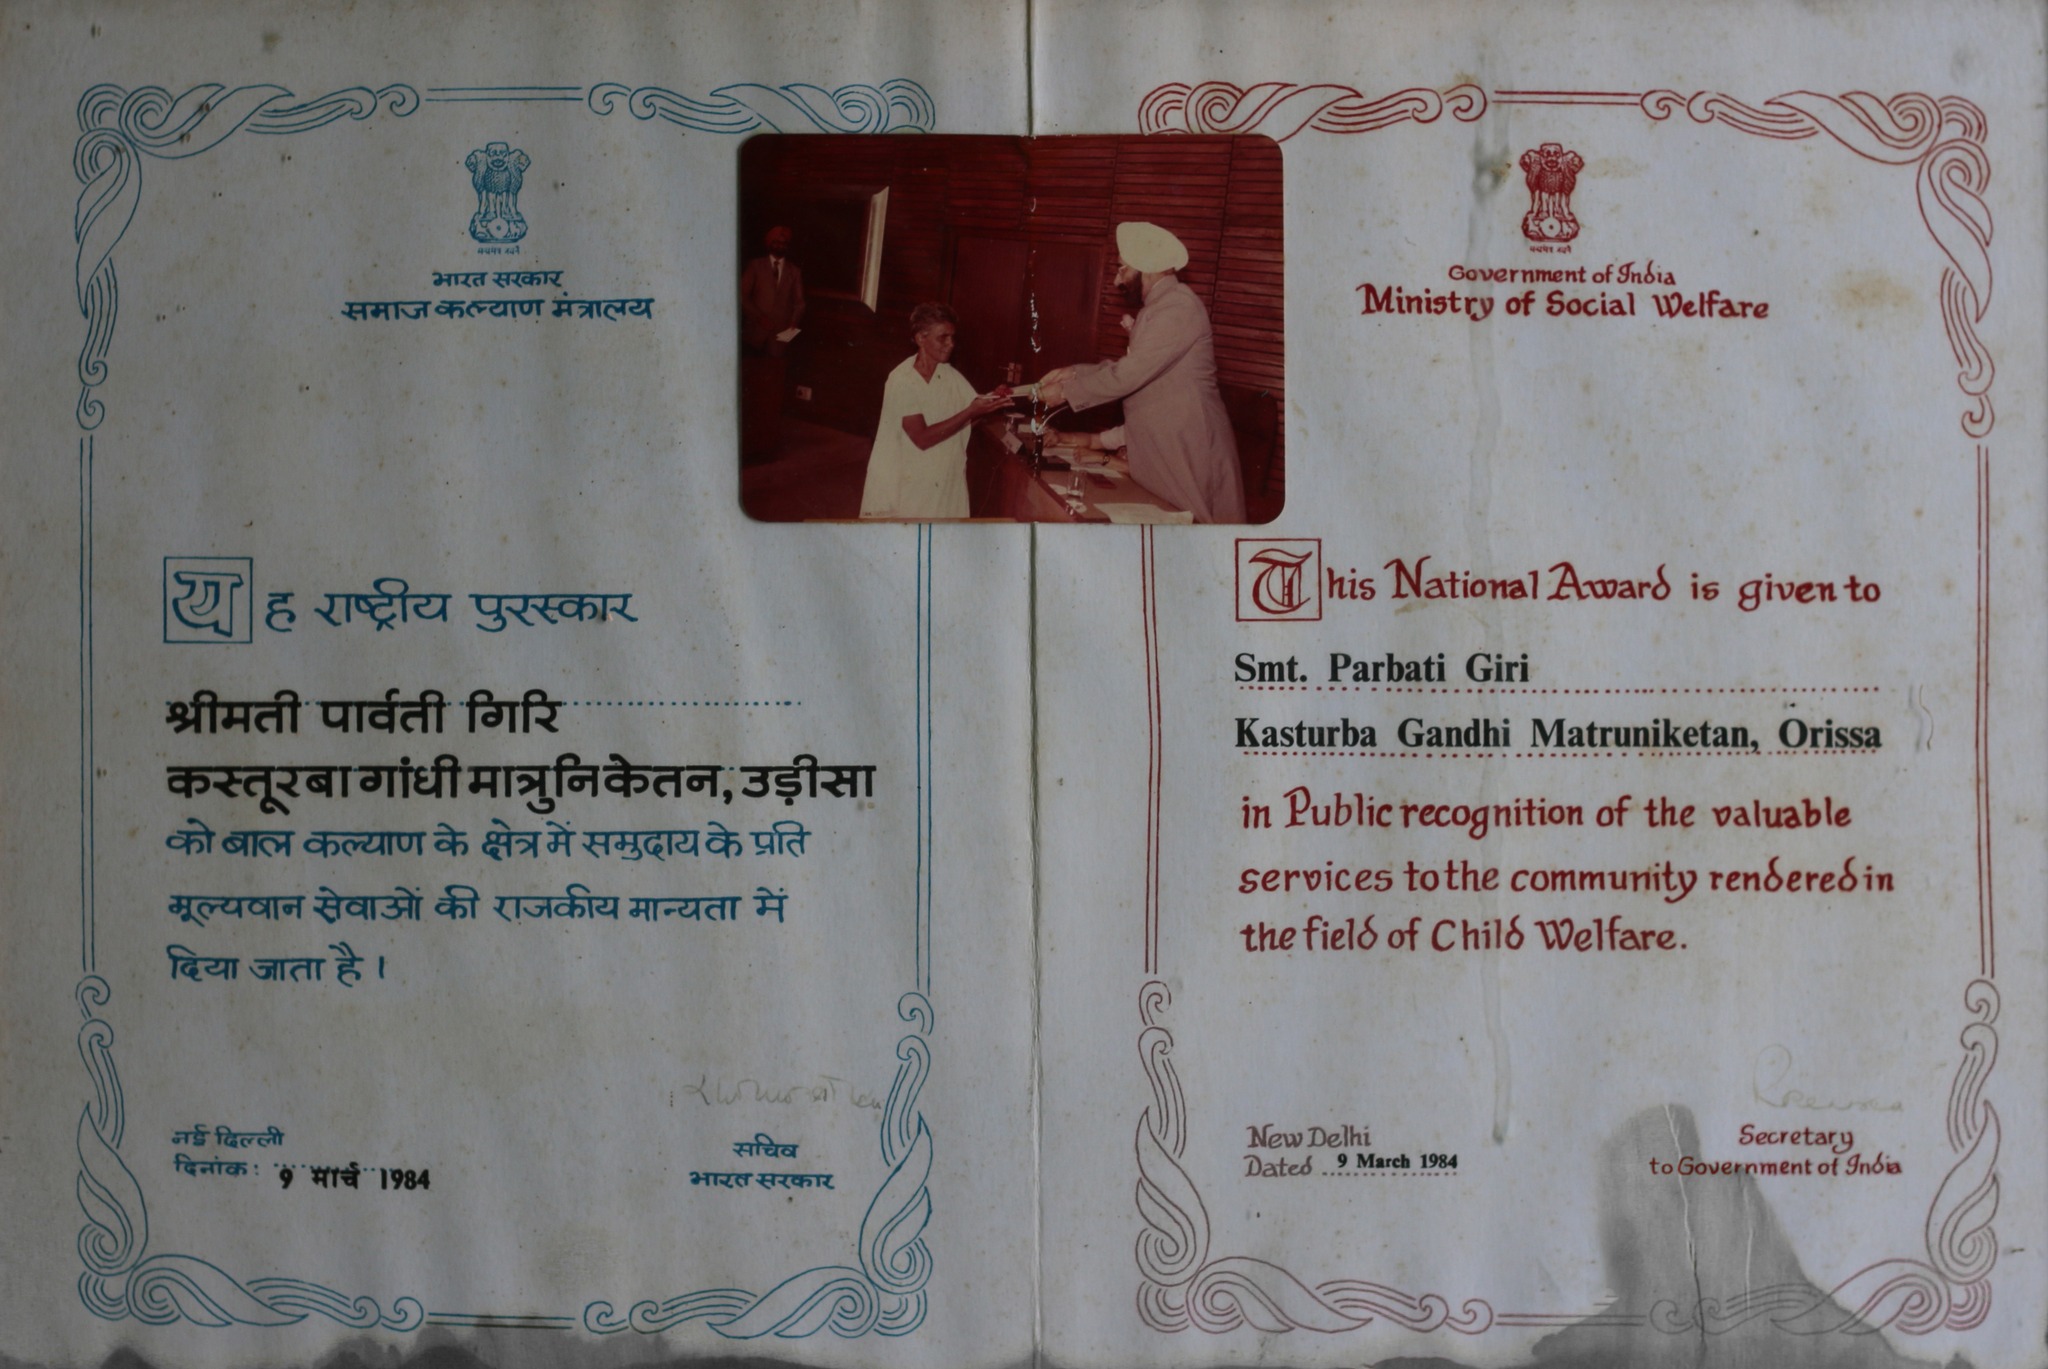 भारत सरकार
समाज कल्याण मंत्रालय
यह राष्ट्रीय पुरस्कार
श्रीमती पार्वती गिरि
कस्तूरबा गांधी मात्रुनिकेतन, उड़ीसा
को बाल कल्याण के क्षेत्र में समुदाय के प्रति
मूल्यवान सेवाओं की राजकीय मान्यता में
दिया जाता है।
नई दिल्ली
दिनांक: 9 मार्च 1984
सचिव
भारत सरकार
Government of India
Ministry of Social Welfare
This National Award is given to
Smt. Parbati Giri
Kasturba Gandhi Matruniketan, Orissa
in Public recognition of the valuable
services to the community rendered in
the field of Child Welfare.
New Delhi
Dated 9 March 1984
Secretary
to Government of India